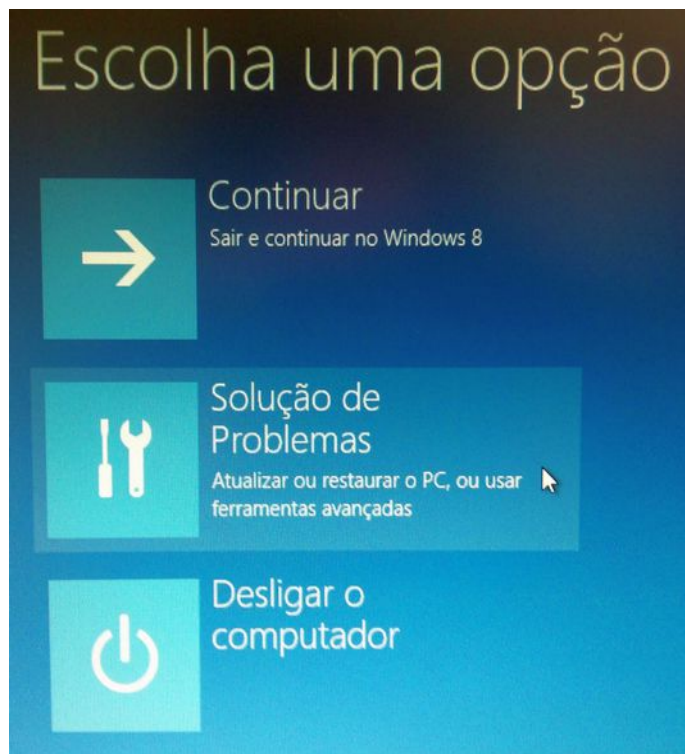 Escolha uma opção
Continuar
Sair e continuar no Windows 8
Solução de
Problemas
Atualizar ou restaurar o PC, ou usar
ferramentas avançadas
Desligar o
computador